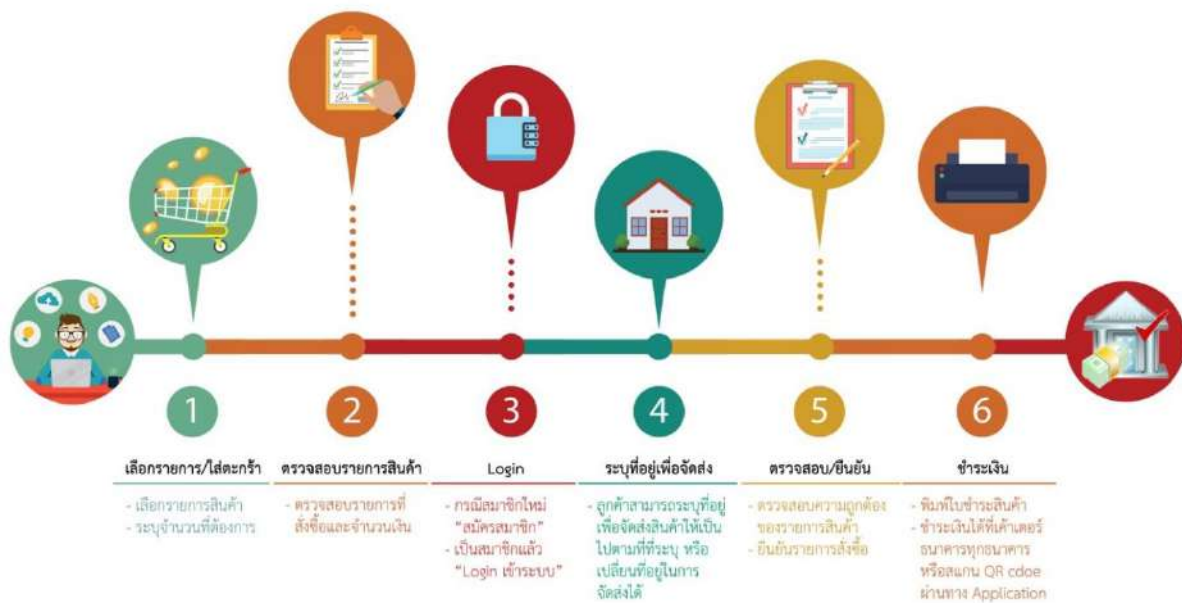 1
เลือกรายการ/ใส่ตะกร้า
- เลือกรายการสินค้า
- ระบุจำนวนที่ต้องการ
2
ตรวจสอบรายการสินค้า
- ตรวจสอบรายการที่
สั่งซื้อและจำนวนเงิน
3
Login
- กรณีสมาชิกใหม่
“สมัครสมาชิก”
- เป็นสมาชิกแล้ว
“Login เข้าระบบ”
4
ระบุที่อยู่เพื่อจัดส่ง
- ลูกค้าสามารถระบุที่อยู่
เพื่อจัดส่งสินค้าให้เป็น
ไปตามที่ที่ระบุ หรือ
เปลี่ยนที่อยู่ในการ
จัดส่งได้
5
ตรวจสอบ/ยืนยัน
- ตรวจสอบความถูกต้อง
ของรายการสินค้า
- ยืนยันรายการสั่งซื้อ
6
ชำระเงิน
- พิมพ์ใบชำระสินค้า
- ชำระเงินได้ที่เค้าเตอร์
ธนาคารทุกธนาคาร
หรือสแกน QR cdoe
ผ่านทาง Application